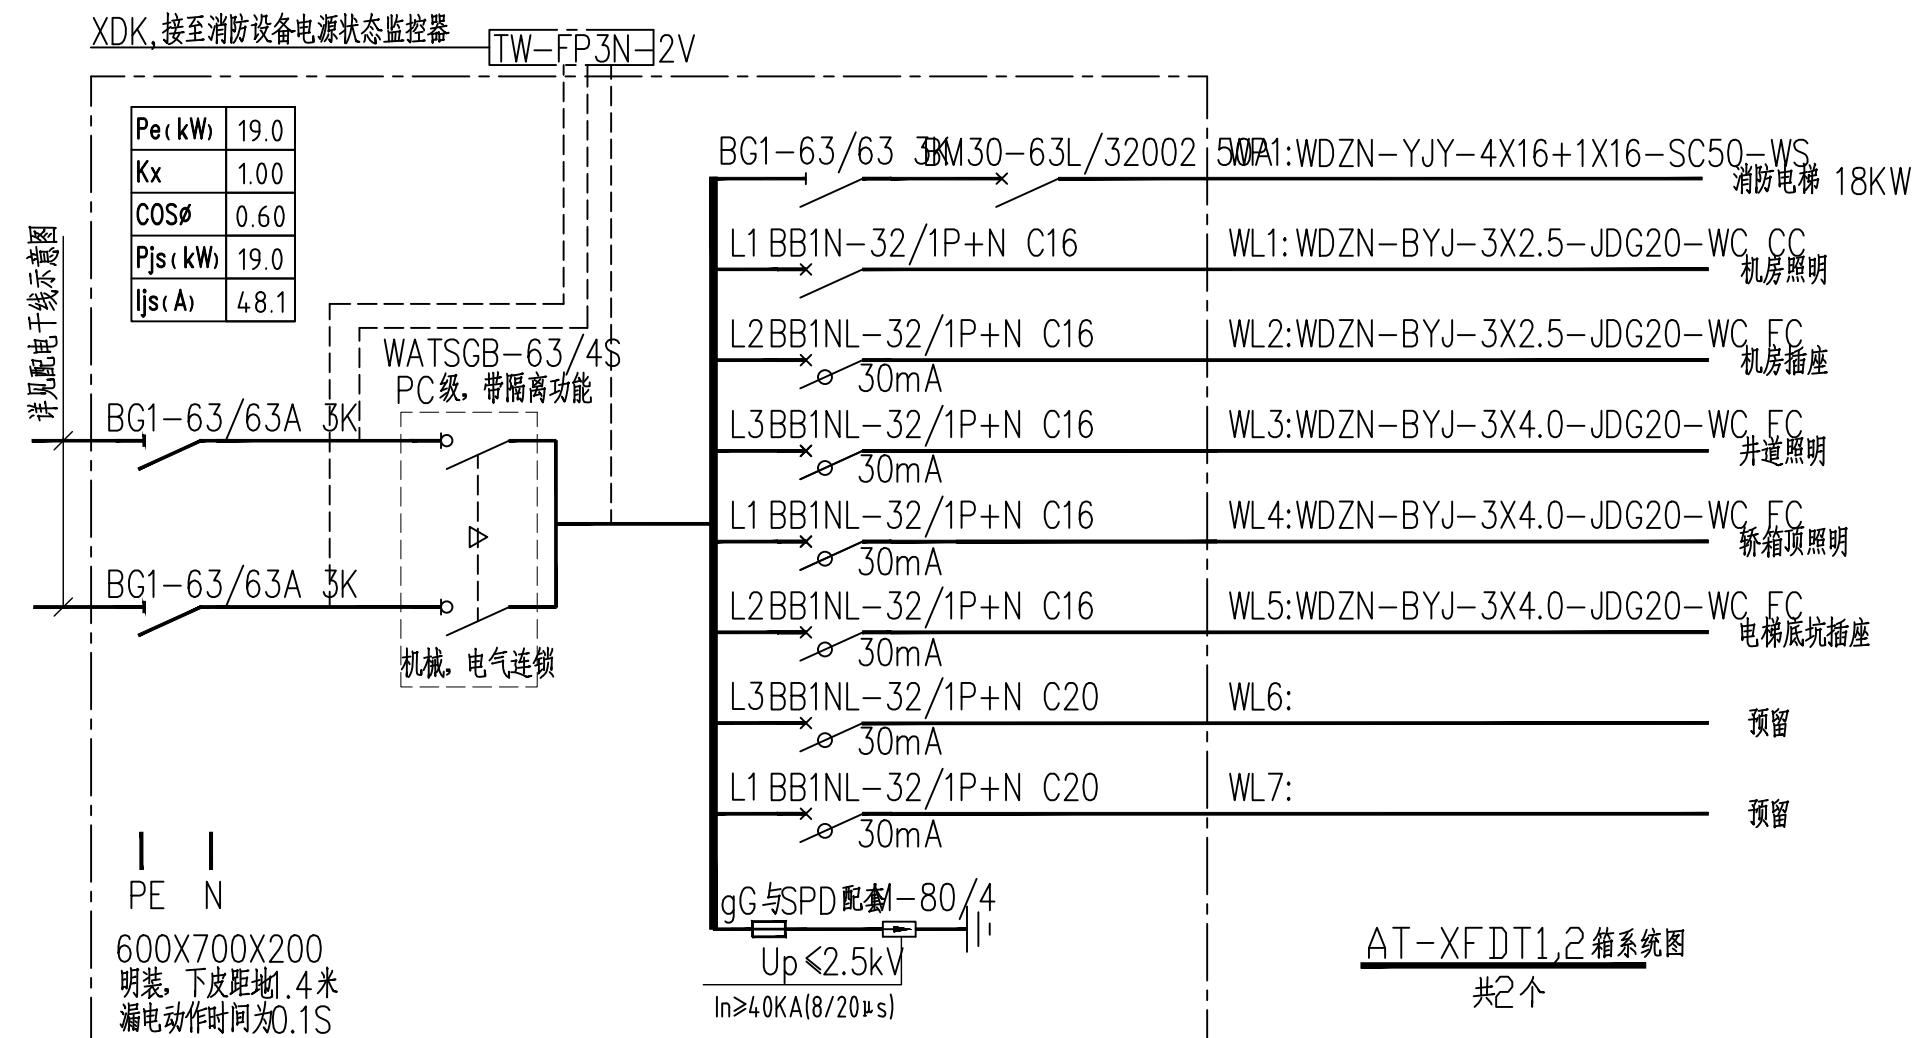 XDK,接至消防设备电源状态监控器
TW-FP3N-2V
Pe(kW) 19.0
Kx 1.00
COSø 0.60
Pjs(kW) 19.0
Ijs(A) 48.1
详见配电干线示意图
BG1-63/63A 3K
BG1-63/63A 3K
WATSGB-63/4S
PC级，带隔离功能
机械，电气连锁
BG1-63/63 3K BM30-63L/32002 50A WP1:WDZN-YJY-4X16+1X16-SC50-WS
消防电梯 18KW
L1 BB1N-32/1P+N C16 WL1:WDZN-BYJ-3X2.5-JDG20-WC CC
机房照明
L2 BB1NL-32/1P+N C16 WL2:WDZN-BYJ-3X2.5-JDG20-WC FC
30mA 机房插座
L3 BB1NL-32/1P+N C16 WL3:WDZN-BYJ-3X4.0-JDG20-WC FC
30mA 井道照明
L1 BB1NL-32/1P+N C16 WL4:WDZN-BYJ-3X4.0-JDG20-WC FC
30mA 轿箱顶照明
L2 BB1NL-32/1P+N C16 WL5:WDZN-BYJ-3X4.0-JDG20-WC FC
30mA 电梯底坑插座
L3 BB1NL-32/1P+N C20 WL6:
30mA 预留
L1 BB1NL-32/1P+N C20 WL7:
30mA 预留
gG与SPD配套 M-80/4
Up≤2.5kV
In≥40KA(8/20μs)
PE N
600X700X200
明装，下皮距地1.4米
漏电动作时间为0.1S
AT-XFDT1,2箱系统图
共2个